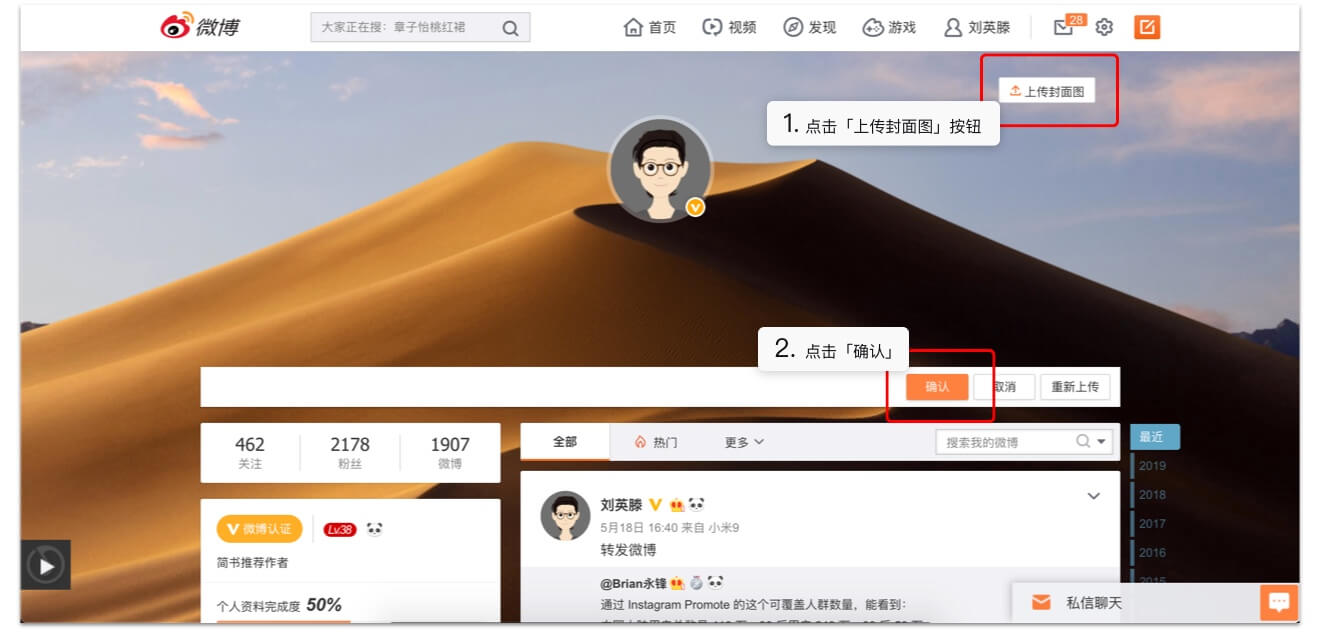 微博
大家正在搜：章子怡桃红裙
首页
视频
发现
游戏
刘英滕
28
上传封面图
1. 点击「上传封面图」按钮
2. 点击「确认」
确认
取消
重新上传
462
关注
2178
粉丝
1907
微博
全部
热门
更多
搜索我的微博
最近
2019
2018
2017
2016
2015
V 微博认证
Lv.38
简书推荐作者
个人资料完成度 50%
刘英滕
5月18日 16:40 来自 小米9
转发微博
@Brian永锋
通过 Instagram Promote 的这个可覆盖人群数量，能看到：
私信聊天